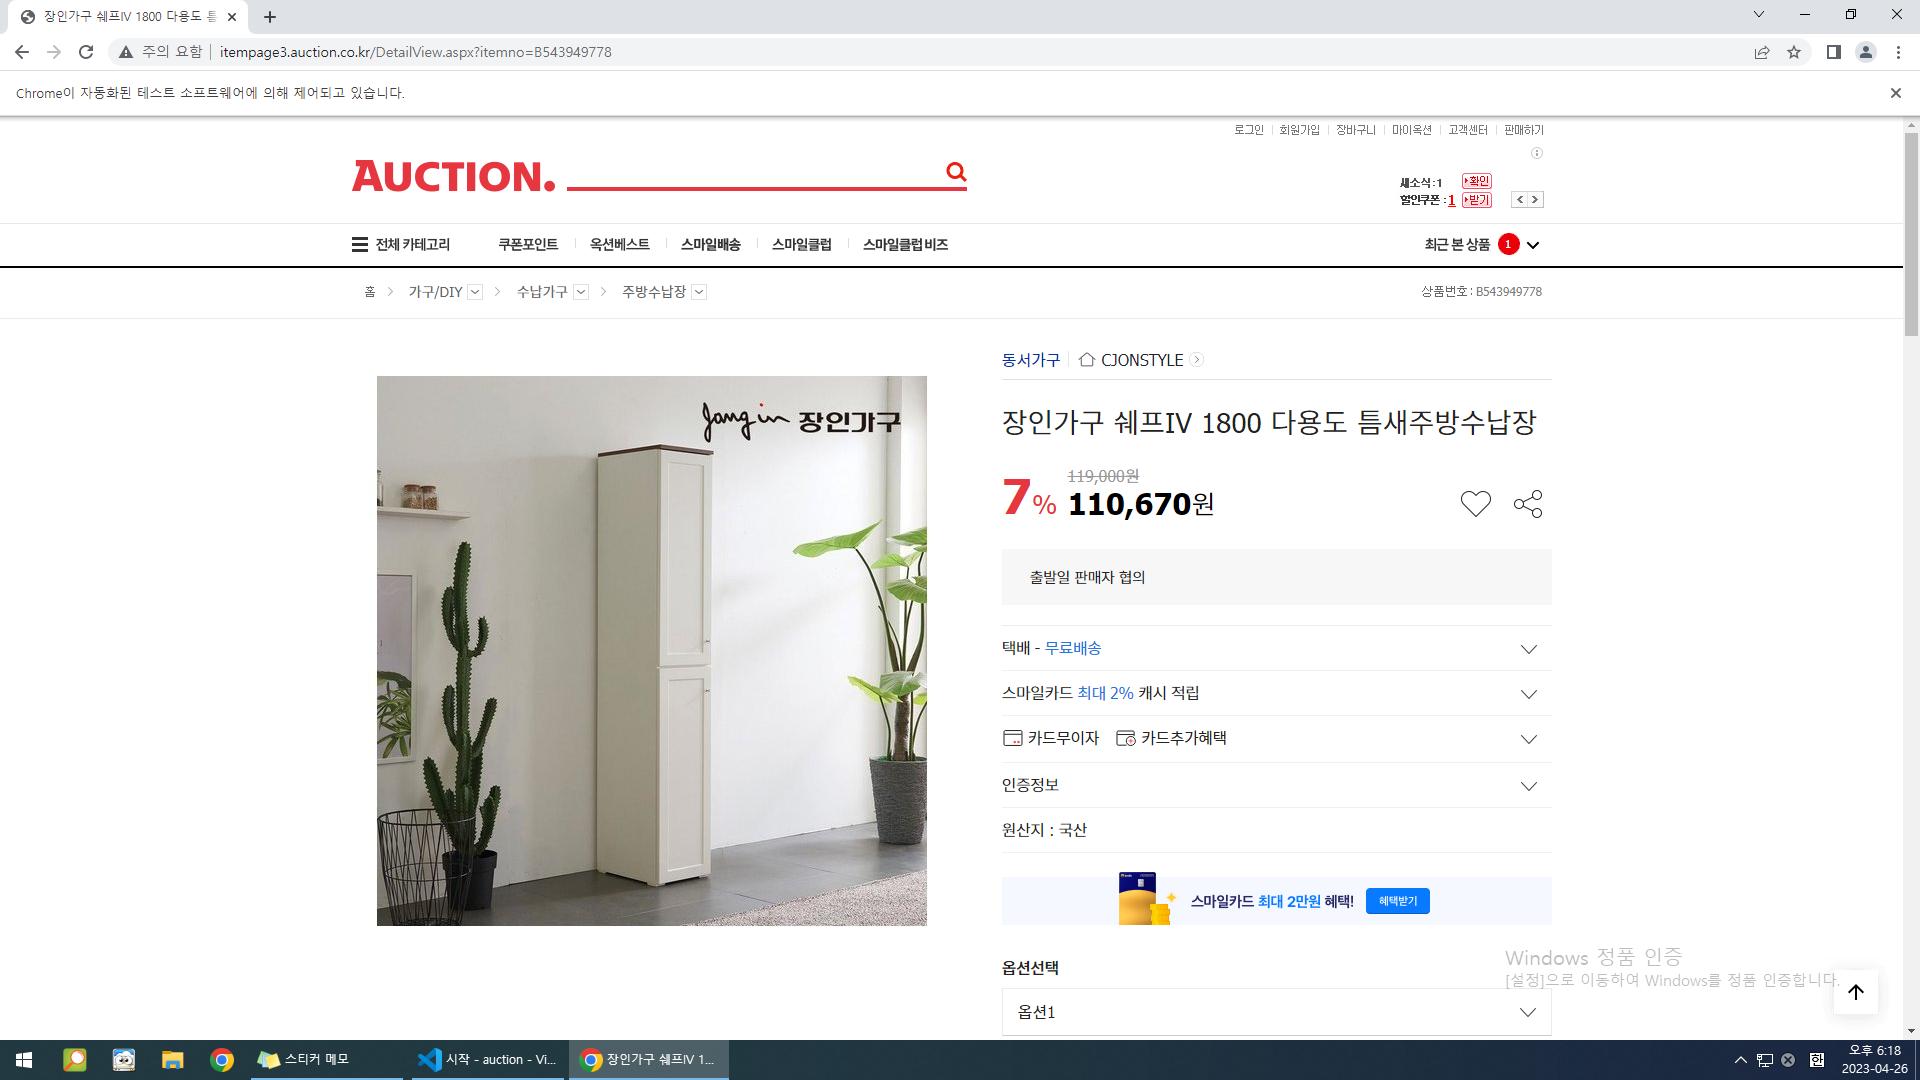 장인가구 쉐프IV 1800 다용도 틈
주의 요함
itempage3.auction.co.kr/DetailView.aspx?itemno=B543949778
Chrome이 자동화된 테스트 소프트웨어에 의해 제어되고 있습니다.
로그인 회원가입 장바구니 마이옥션 고객센터 판매하기
AUCTION.
새소식:1 확인
할인쿠폰:1 받기
전체 카테고리 쿠폰포인트 옥션베스트 스마일배송 스마일클럽 스마일클럽 비즈 최근 본 상품 1
홈 가구/DIY 수납가구 주방수납장 상품번호 : B543949778
동서가구 CJONSTYLE
Jang in 장인가구
장인가구 쉐프IV 1800 다용도 틈새주방수납장
119,000원
7% 110,670원
출발일 판매자 협의
택배 - 무료배송
스마일카드 최대 2% 캐시 적립
카드무이자 카드추가혜택
인증정보
원산지 : 국산
스마일카드 최대 2만원 혜택! 혜택받기
옵션선택
옵션1
Windows 정품 인증
[설정]으로 이동하여 Windows를 정품 인증합니다.
스티커 메모
시작 - auction - Vi...
장인가구 쉐프IV 1...
한
오후 6:18
2023-04-26